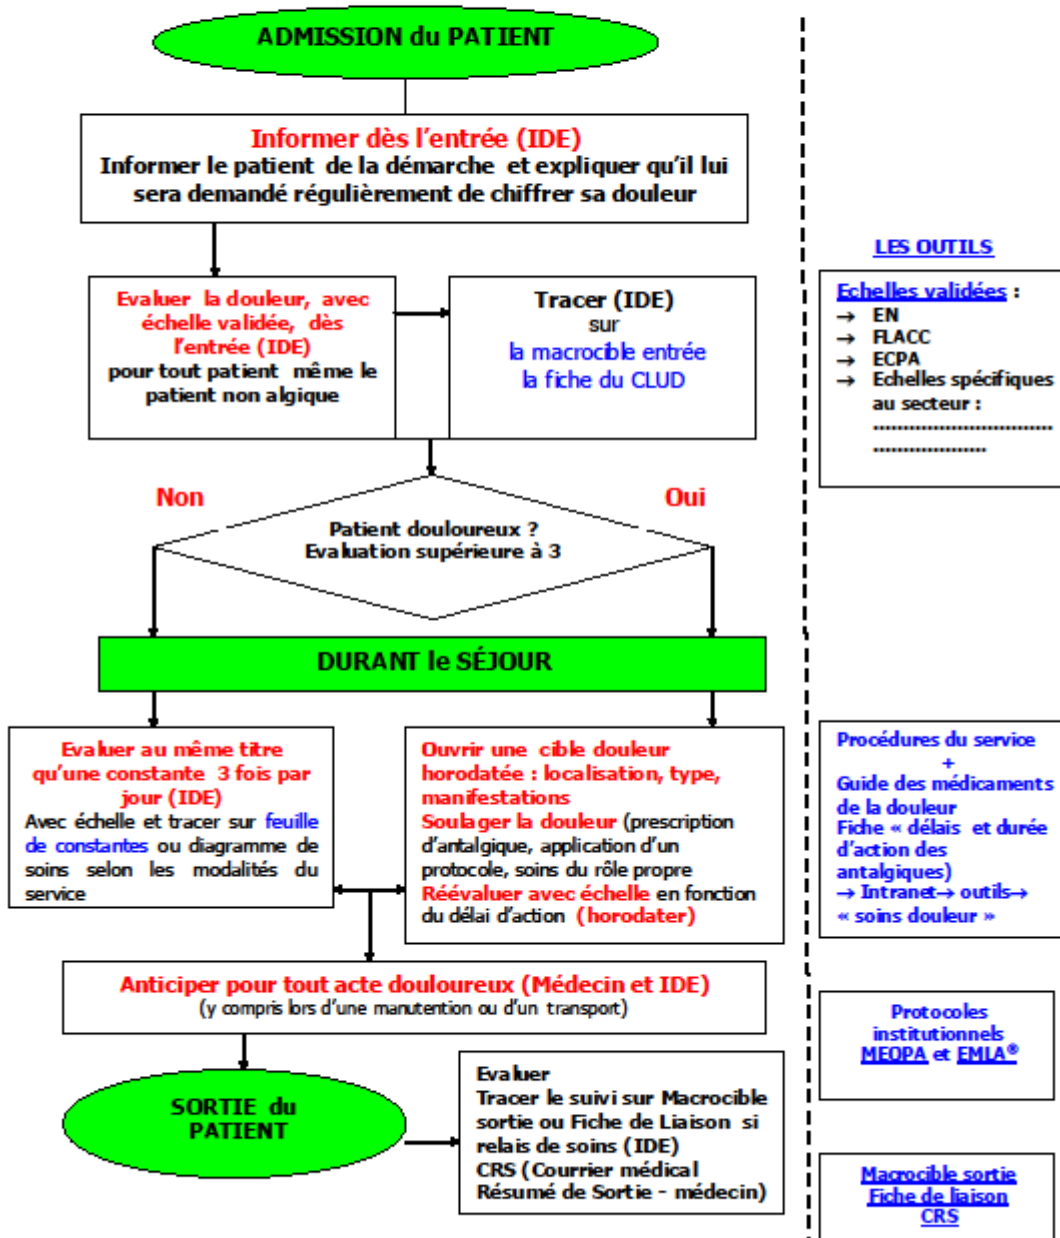 ADMISSION du PATIENT
Informer dès l'entrée (IDE)
Informer le patient de la démarche et expliquer qu'il lui
sera demandé régulièrement de chiffrer sa douleur
Evaluer la douleur, avec
échelle validée, dès
l'entrée (IDE)
pour tout patient même le
patient non algique
Tracer (IDE)
sur
la macrocible entrée
la fiche du CLUD
LES OUTILS
Echelles validées :
→ EN
→ FLACC
→ ECPA
→ Echelles spécifiques
au secteur :
..............................
...................
Non
Oui
Patient douloureux ?
Evaluation supérieure à 3
DURANT le SÉJOUR
Evaluer au même titre
qu'une constante 3 fois par
jour (IDE)
Avec échelle et tracer sur feuille
de constantes ou diagramme de
soins selon les modalités du
service
Ouvrir une cible douleur
horodatée : localisation, type,
manifestations
Soulager la douleur (prescription
d'antalgique, application d'un
protocole, soins du rôle propre
Réévaluer avec échelle en fonction
du délai d'action (horodater)
Procédures du service
+
Guide des médicaments
de la douleur
Fiche « délais et durée
d'action des
antalgiques)
→ Intranet→ outils→
« soins douleur »
Anticiper pour tout acte douloureux (Médecin et IDE)
(y compris lors d'une manutention ou d'un transport)
Protocoles
institutionnels
MEOPA et EMLA®
SORTIE du
PATIENT
Evaluer
Tracer le suivi sur Macrocible
sortie ou Fiche de Liaison si
relais de soins (IDE)
CRS (Courrier médical
Résumé de Sortie - médecin)
Macrocible sortie
Fiche de liaison
CRS